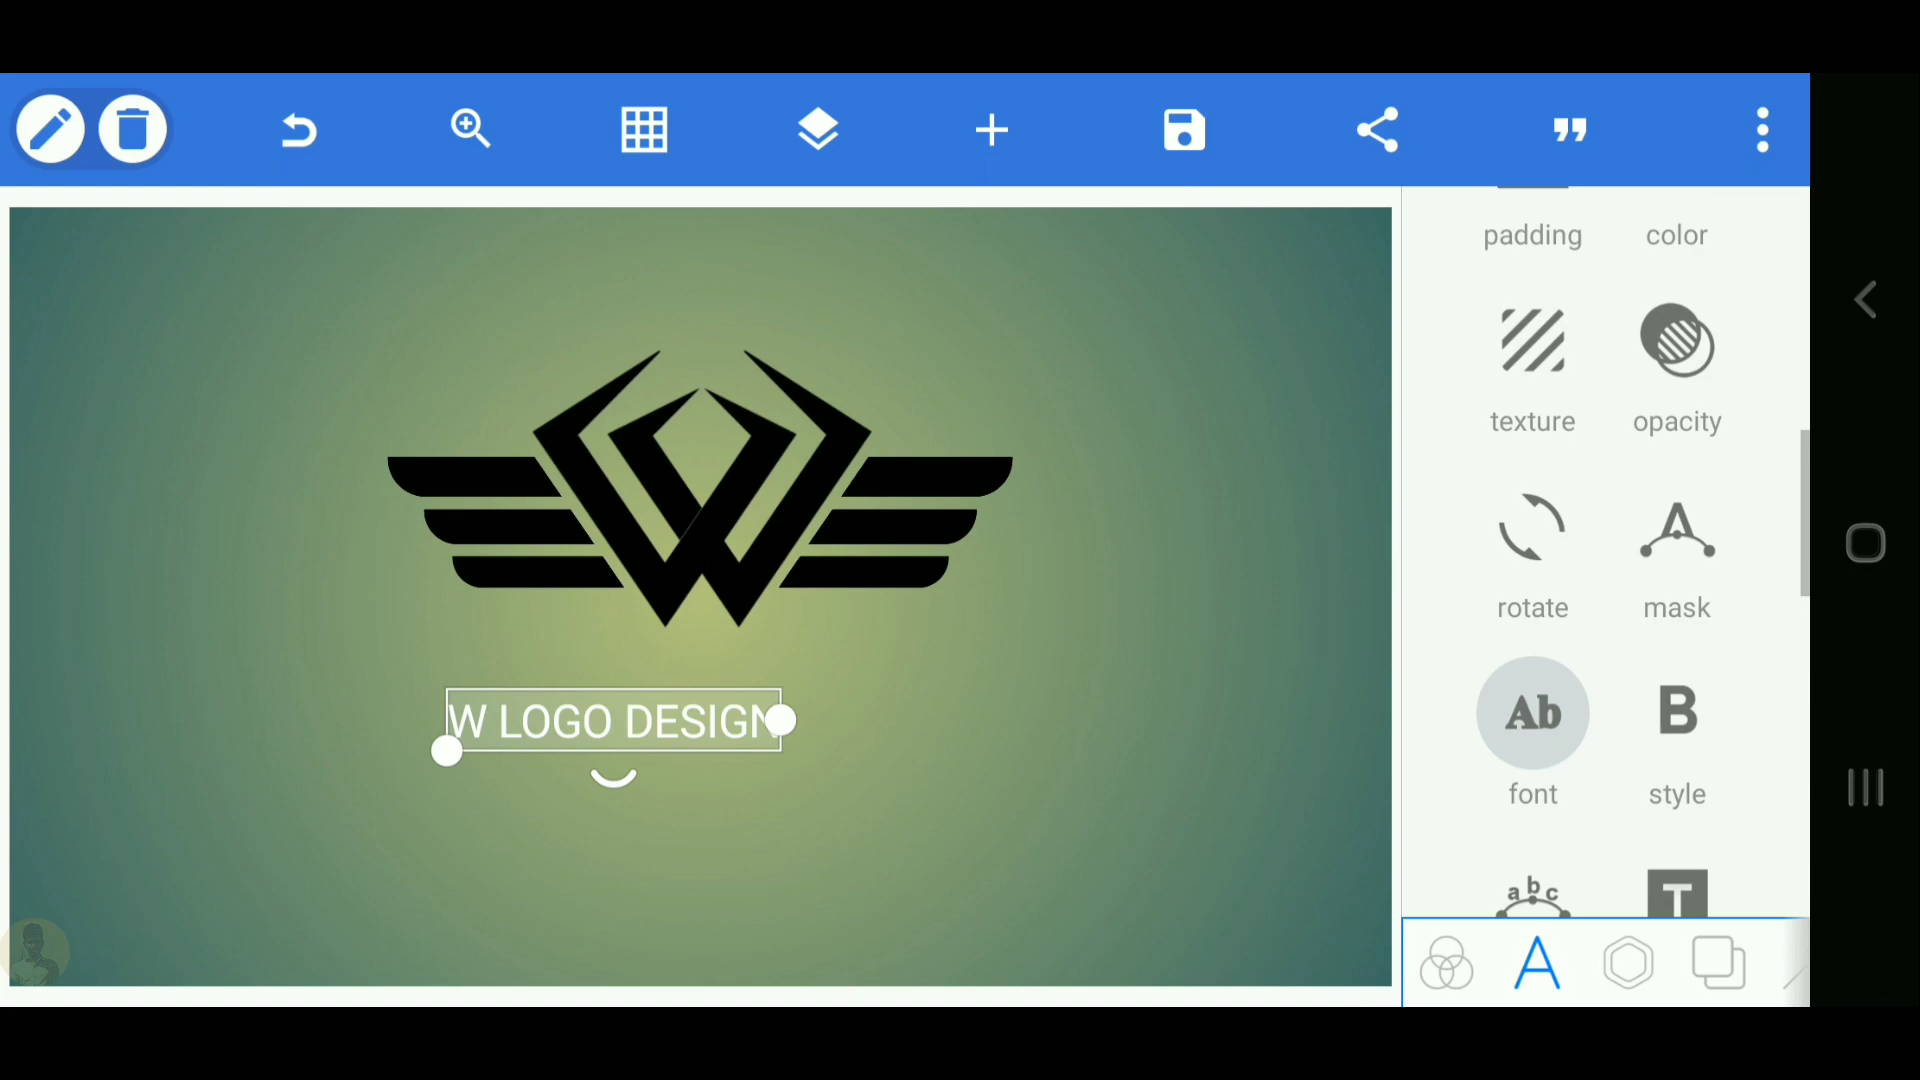 padding color
texture opacity
rotate mask
Ab B
font style
abc T
W LOGO DESIGN
A